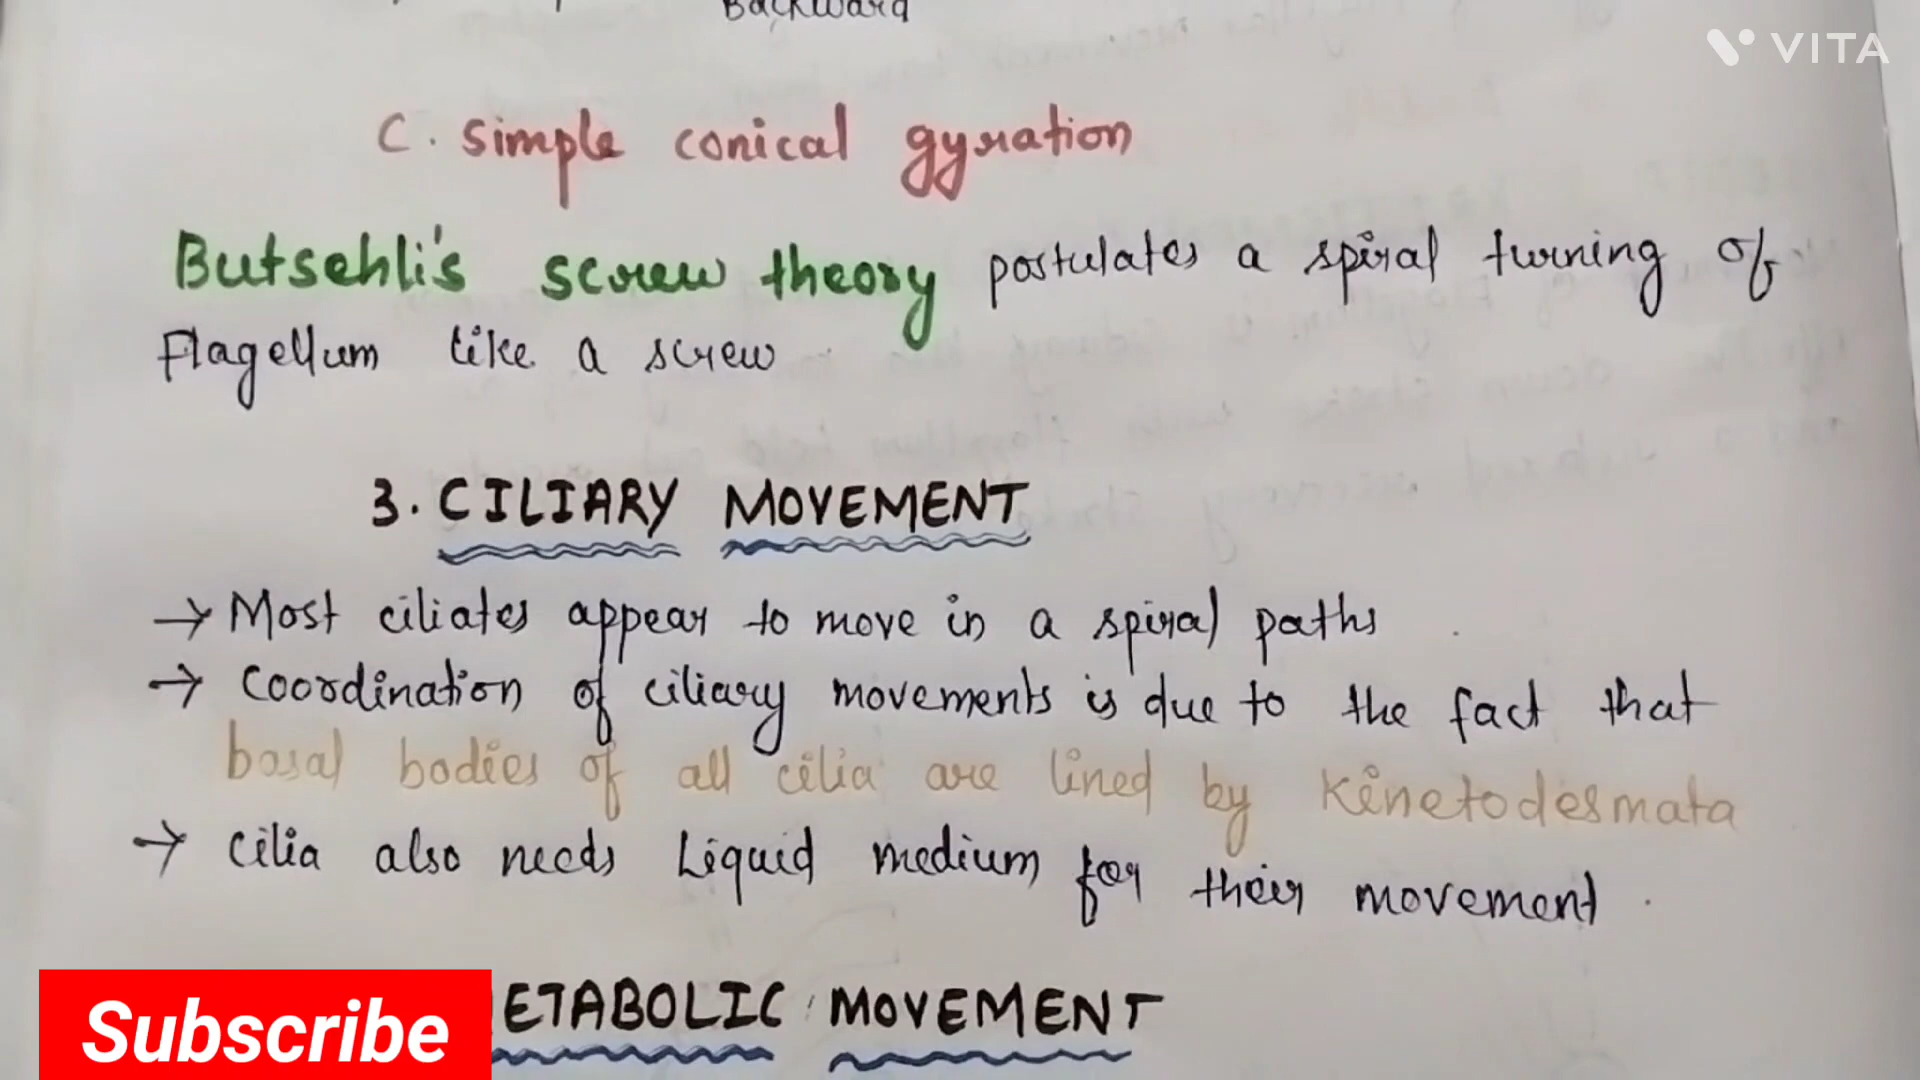 Backward
VITA
C. simple conical gyration
Butsehli's screw theory postulates a spiral turning of
Flagellum like a screw
3. CILIARY MOVEMENT
→ Most ciliates appear to move in a spiral paths
→ Coordination of ciliary movements is due to the fact that
basal bodies of all cilia are lined by Kinetodesmata
→ Cilia also needs Liquid medium for their movement.
Subscribe
ETABOLIC MOVEMENT